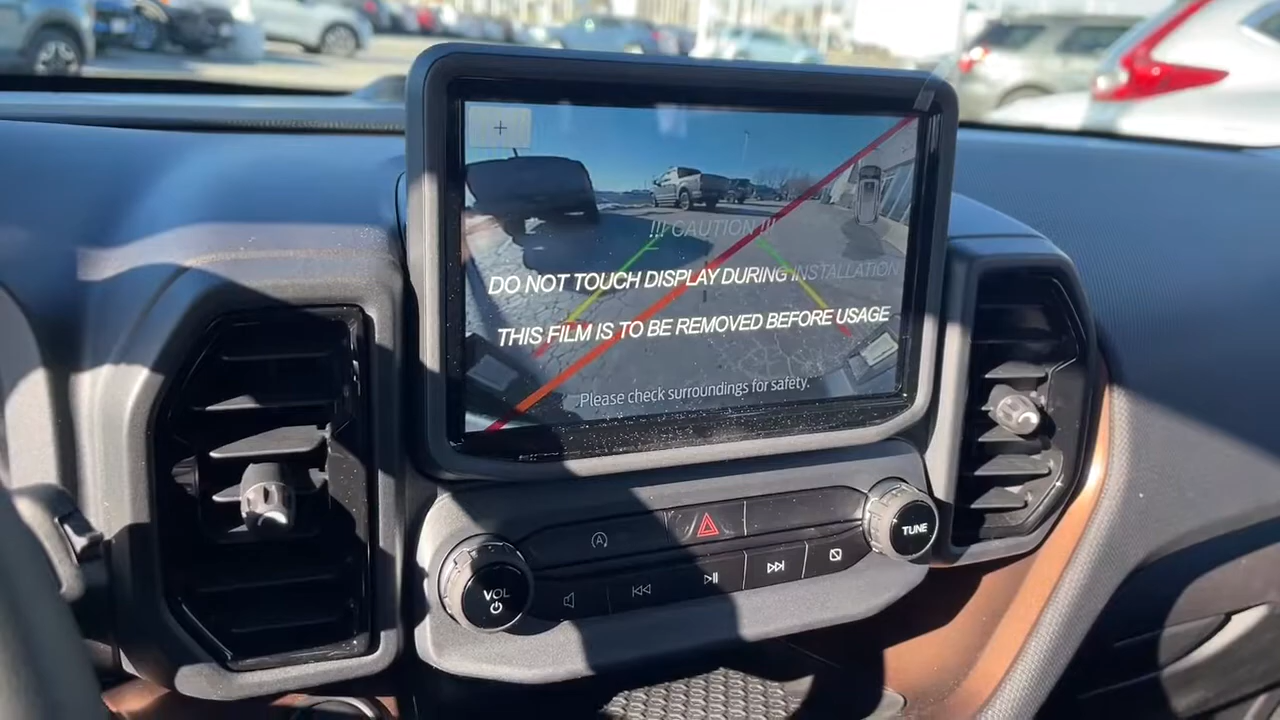 +
!!! CAUTION !!!
DO NOT TOUCH DISPLAY DURING INSTALLATION
THIS FILM IS TO BE REMOVED BEFORE USAGE
Please check surroundings for safety.
A
TUNE
VOL